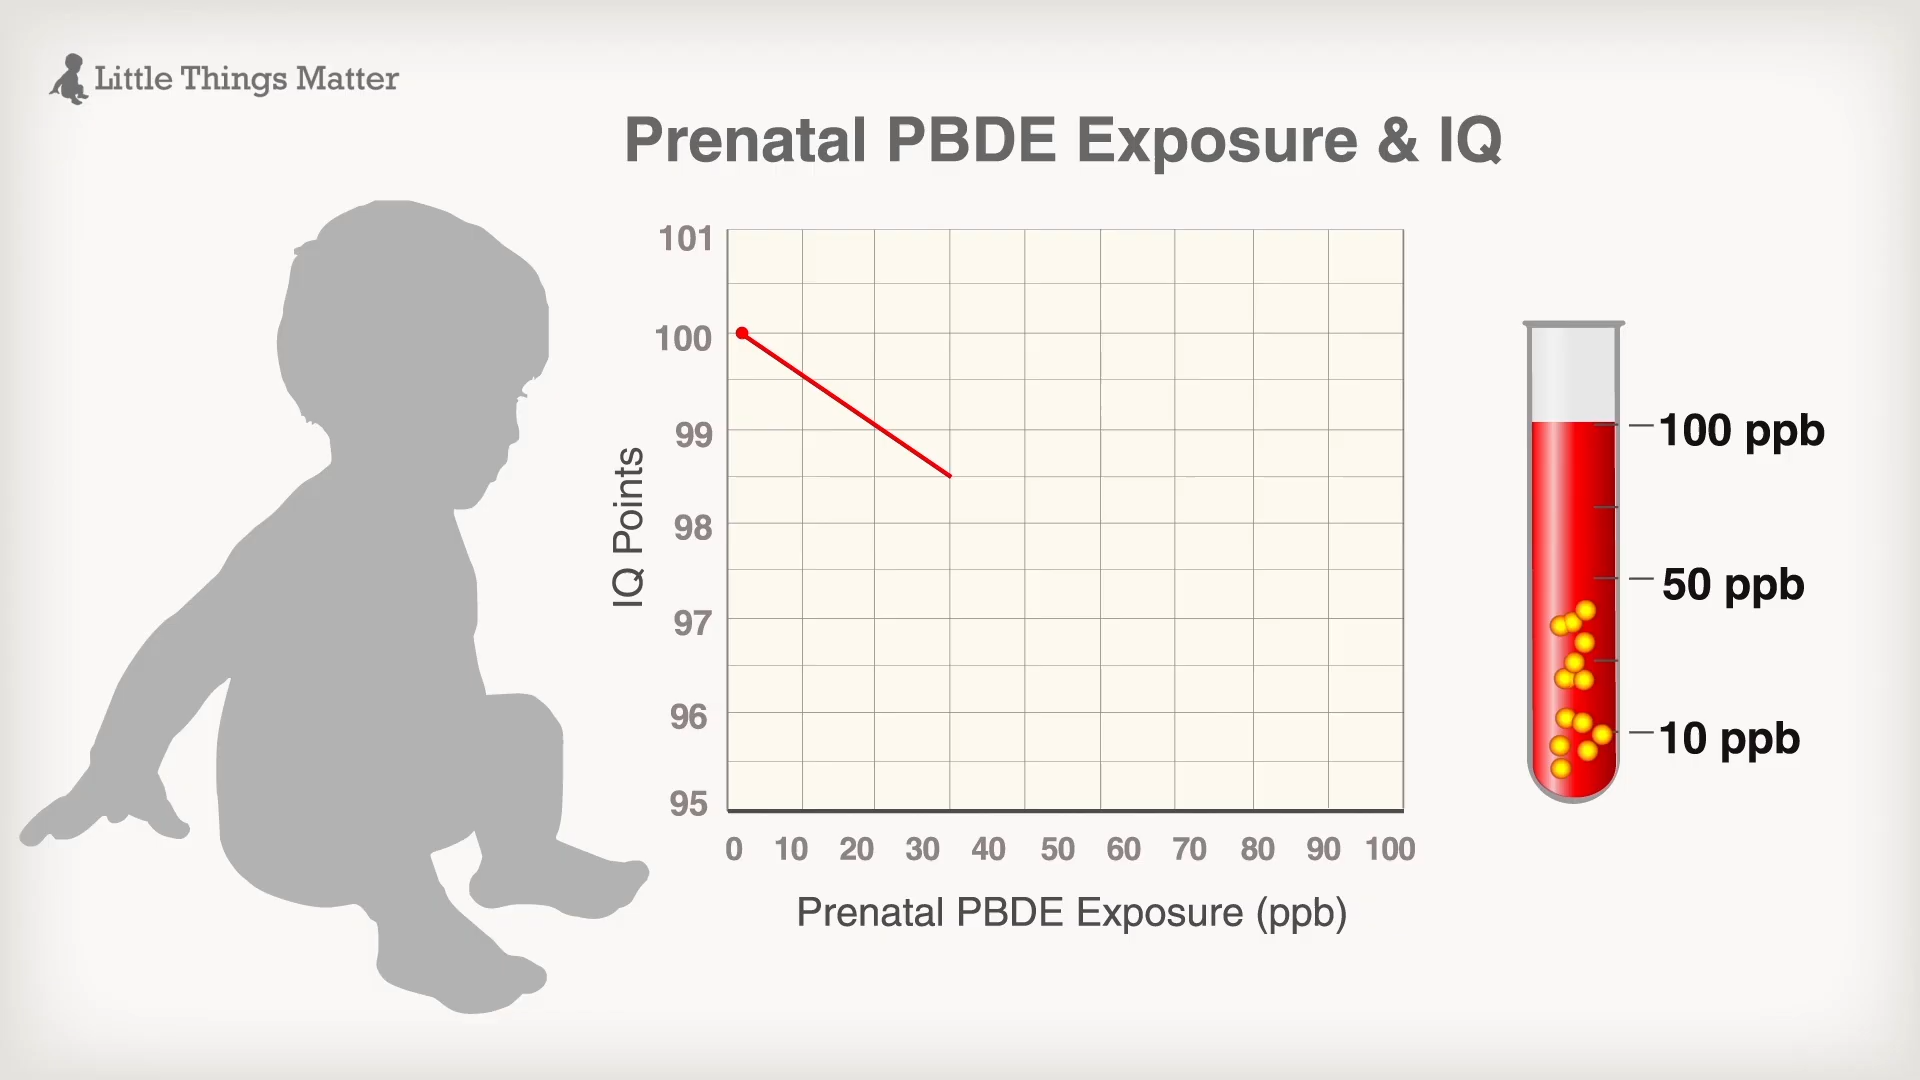 Little Things Matter
Prenatal PBDE Exposure & IQ
101
100
99
98
97
96
95
IQ Points
0 10 20 30 40 50 60 70 80 90 100
Prenatal PBDE Exposure (ppb)
100 ppb
50 ppb
10 ppb